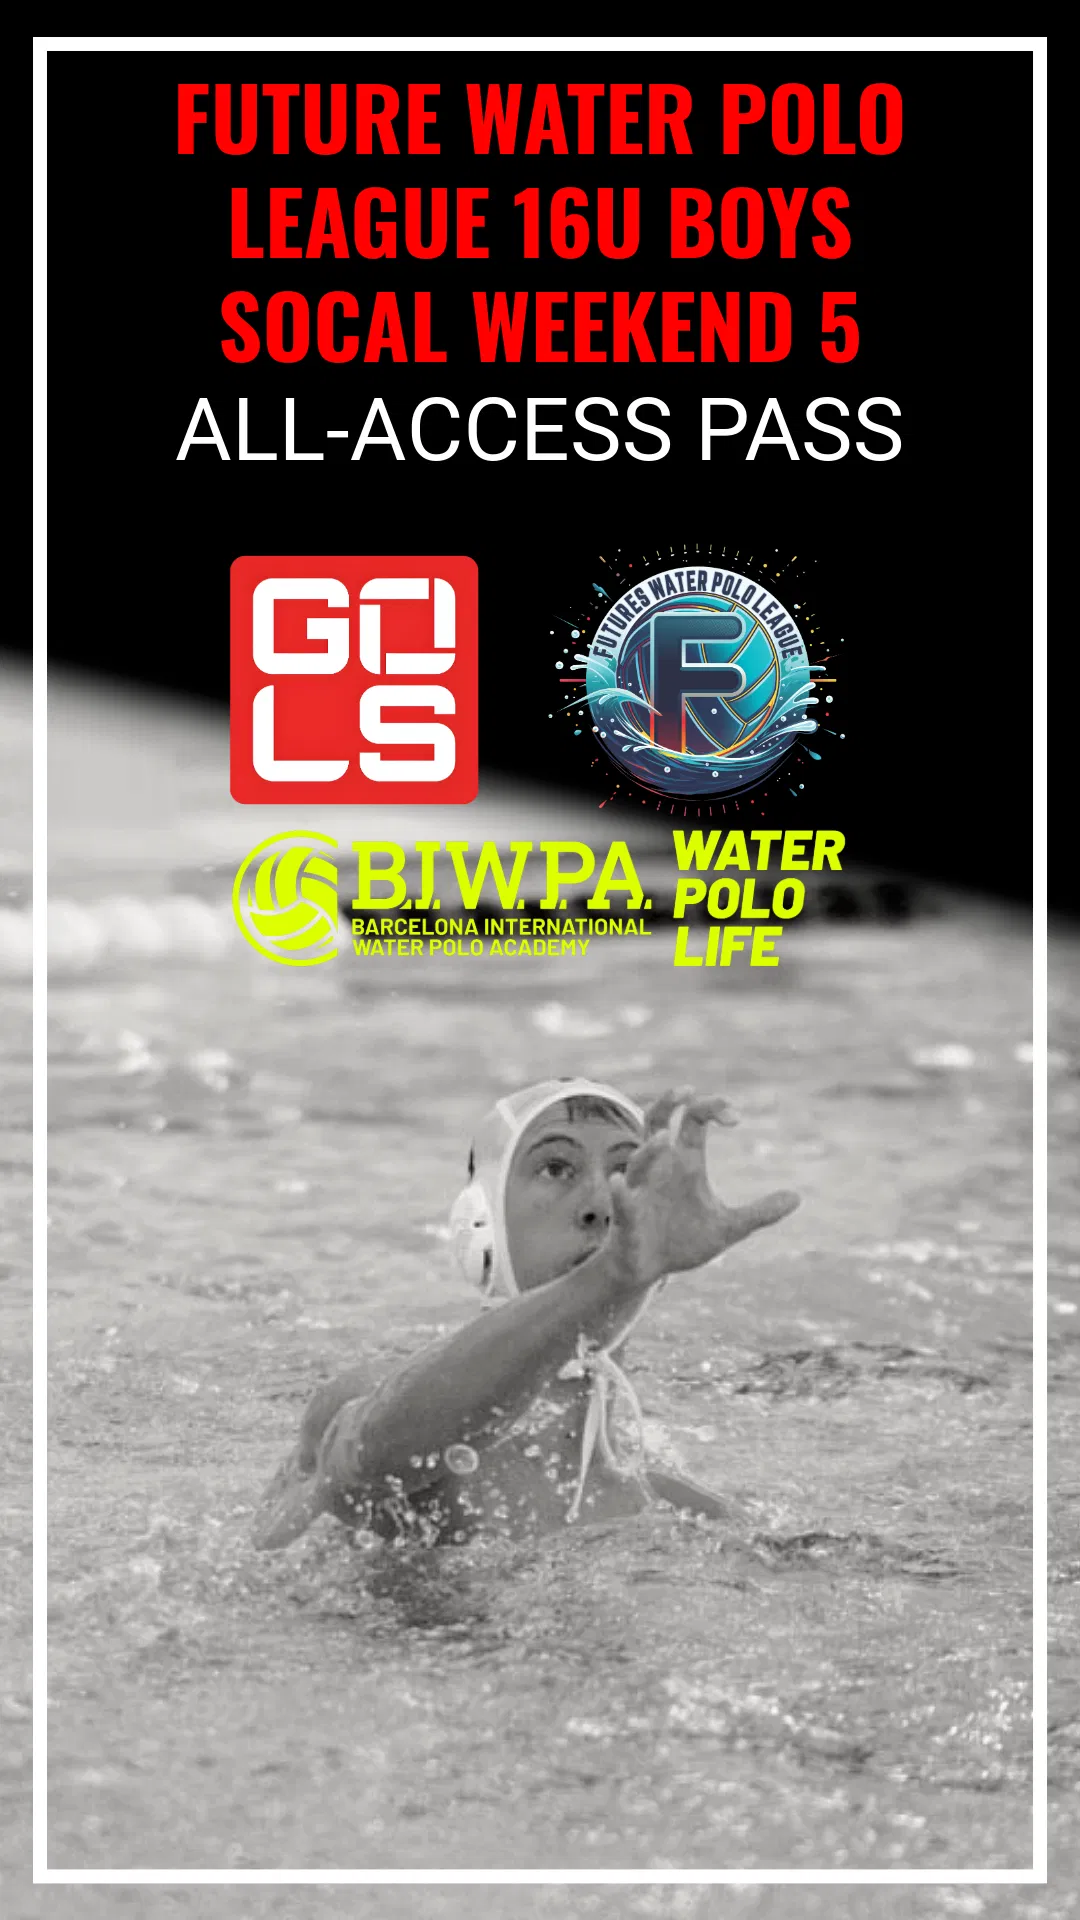 FUTURE WATER POLO
LEAGUE 16U BOYS
SOCAL WEEKEND 5
ALL-ACCESS PASS
GO
LS
FUTURES WATER POLO LEAGUE
F
B.I.W.P.A.
BARCELONA INTERNATIONAL
WATER POLO ACADEMY
WATER
POLO
LIFE